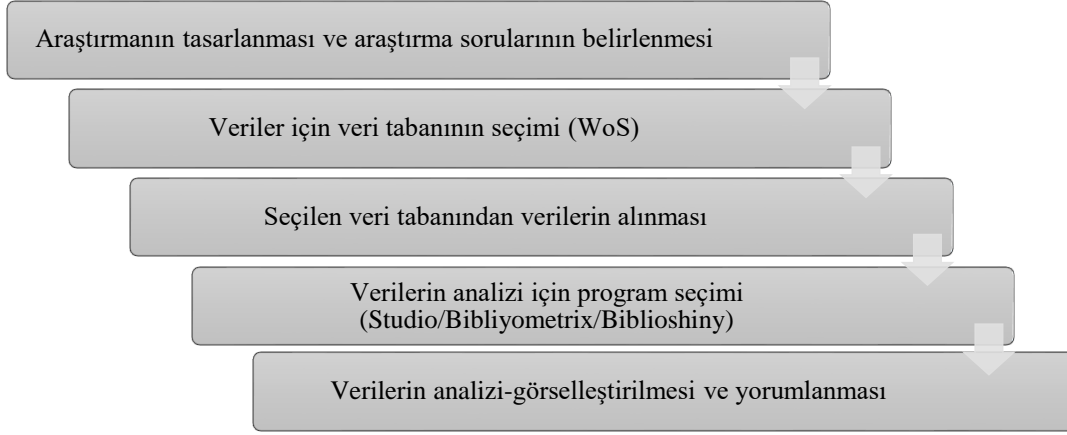 Araştırmanın tasarlanması ve araştırma sorularının belirlenmesi
Veriler için veri tabanının seçimi (WoS)
Seçilen veri tabanından verilerin alınması
Verilerin analizi için program seçimi
(Studio/Bibliyometrix/Biblioshiny)
Verilerin analizi-görselleştirilmesi ve yorumlanması